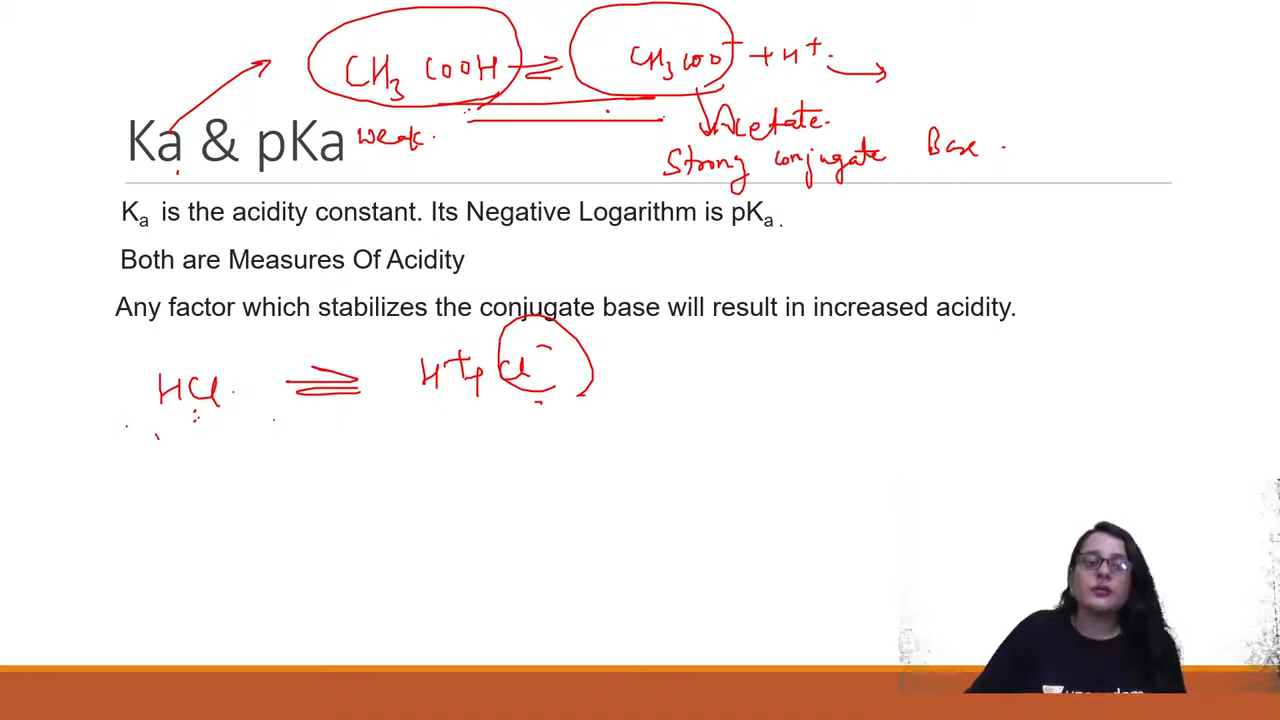 CH3 COOH ⇌ CH3COO- + H+
Acetate.
Ka & pKa weak.
Strong conjugate Base
Ka is the acidity constant. Its Negative Logarithm is pKa.
Both are Measures Of Acidity
Any factor which stabilizes the conjugate base will result in increased acidity.
HCl ⇌ H+ + Cl-